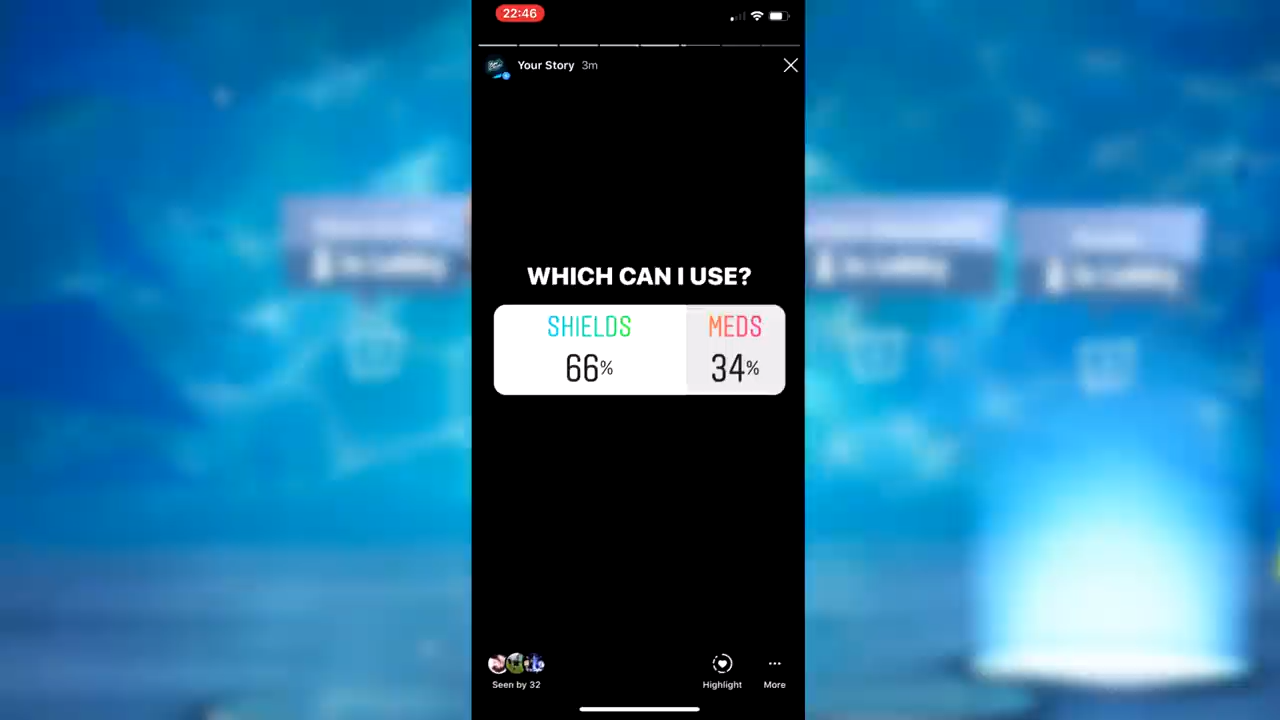 22:46
Your Story 3m
WHICH CAN I USE?
SHIELDS MEDS
66% 34%
Seen by 32 Highlight More